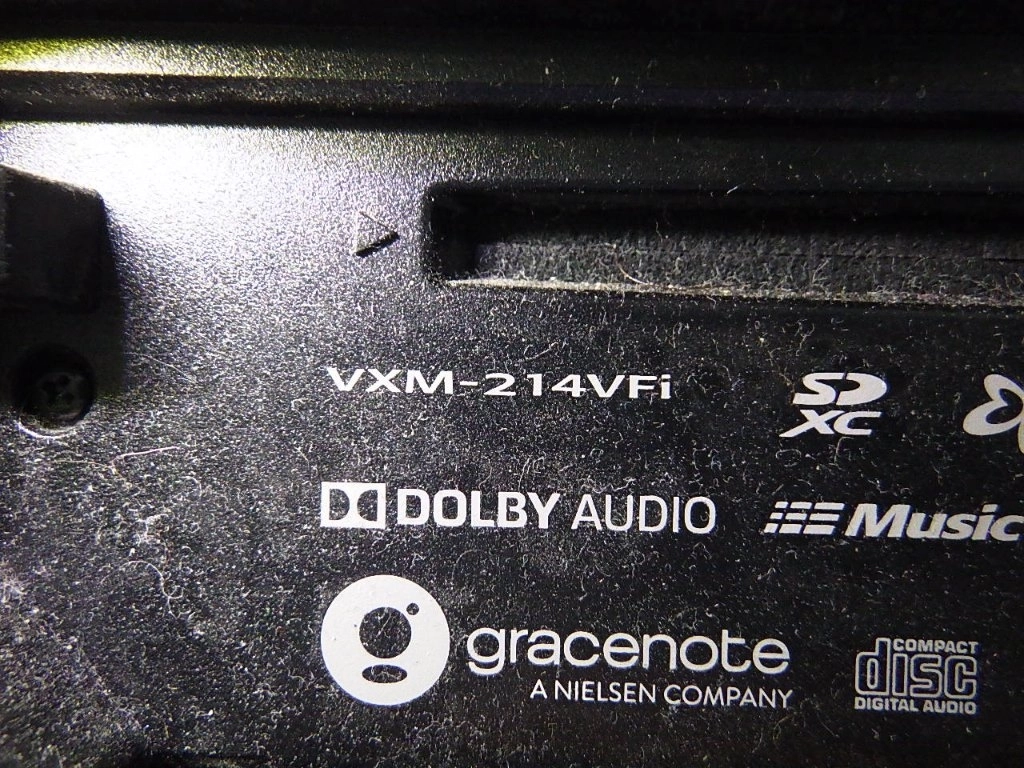 VXM-214VFi
SD
XC
DOLBY AUDIO
Music
gracenote
A NIELSEN COMPANY
COMPACT
disc
DIGITAL AUDIO